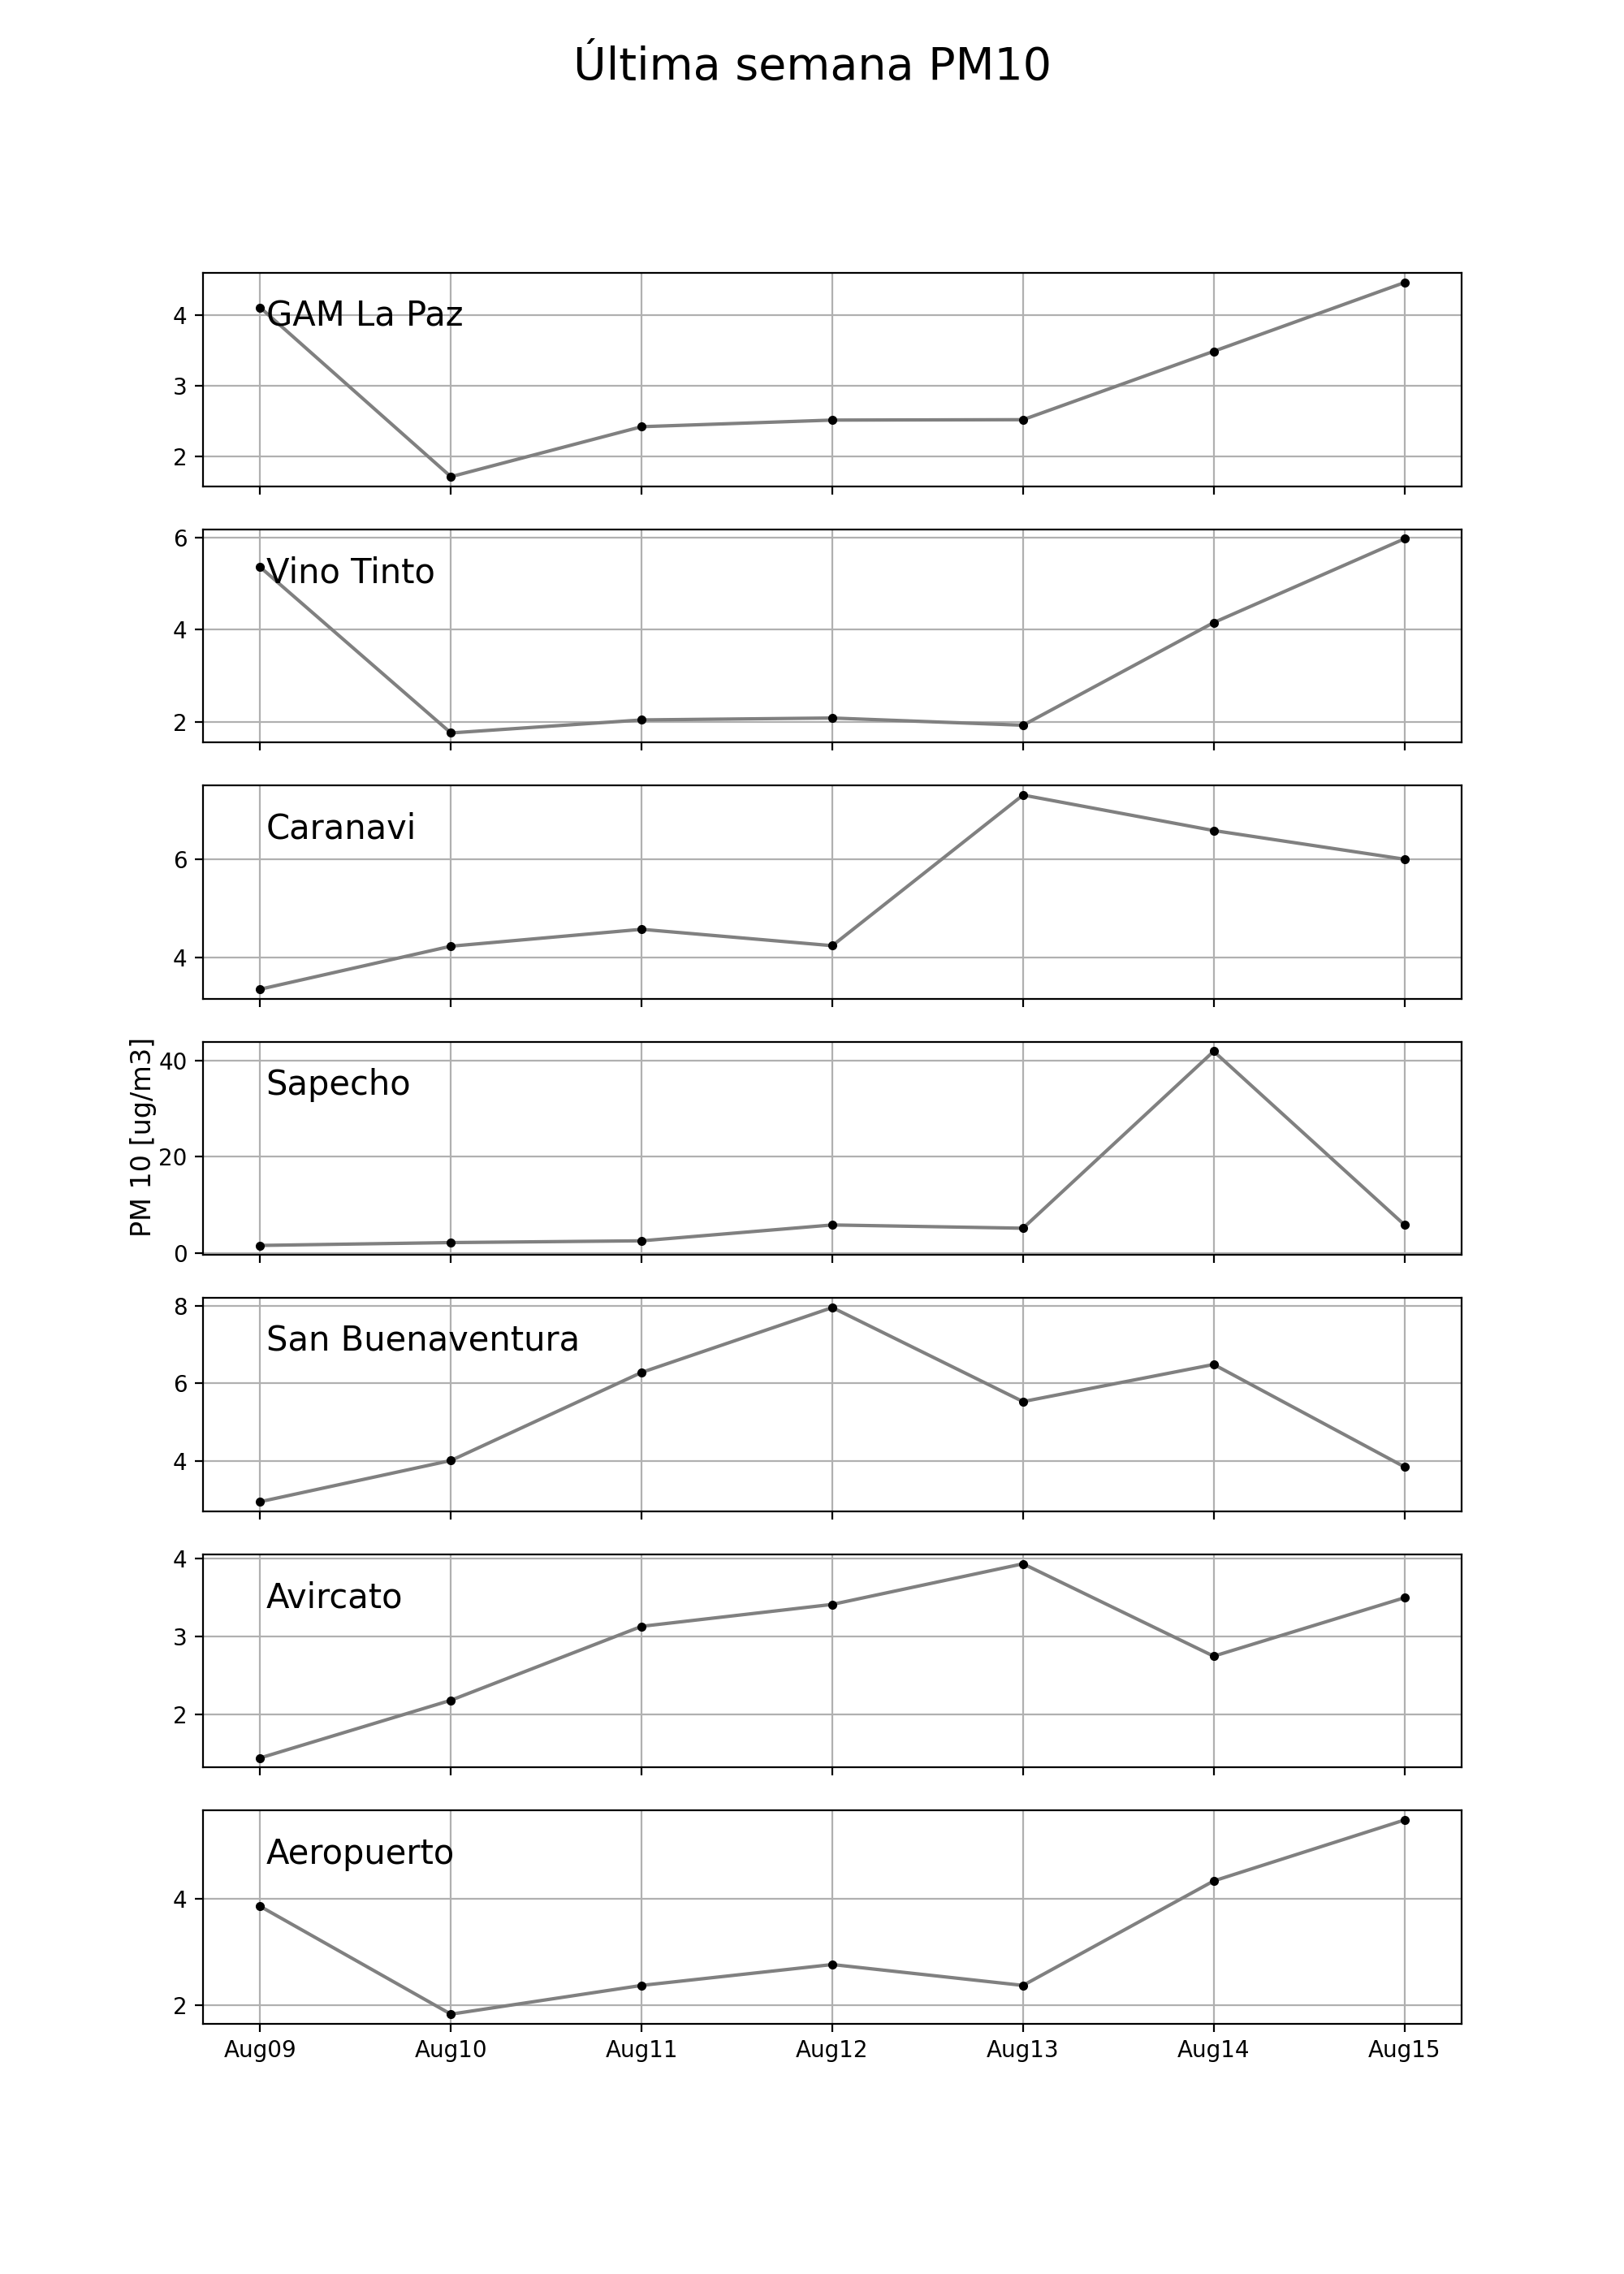 Última semana PM10
GAM La Paz
4
3
2
Vino Tinto
6
4
2
Caranavi
6
4
PM 10 [ug/m3]
Sapecho
40
20
0
San Buenaventura
8
6
4
Avircato
4
3
2
Aeropuerto
4
2
Aug09 Aug10 Aug11 Aug12 Aug13 Aug14 Aug15